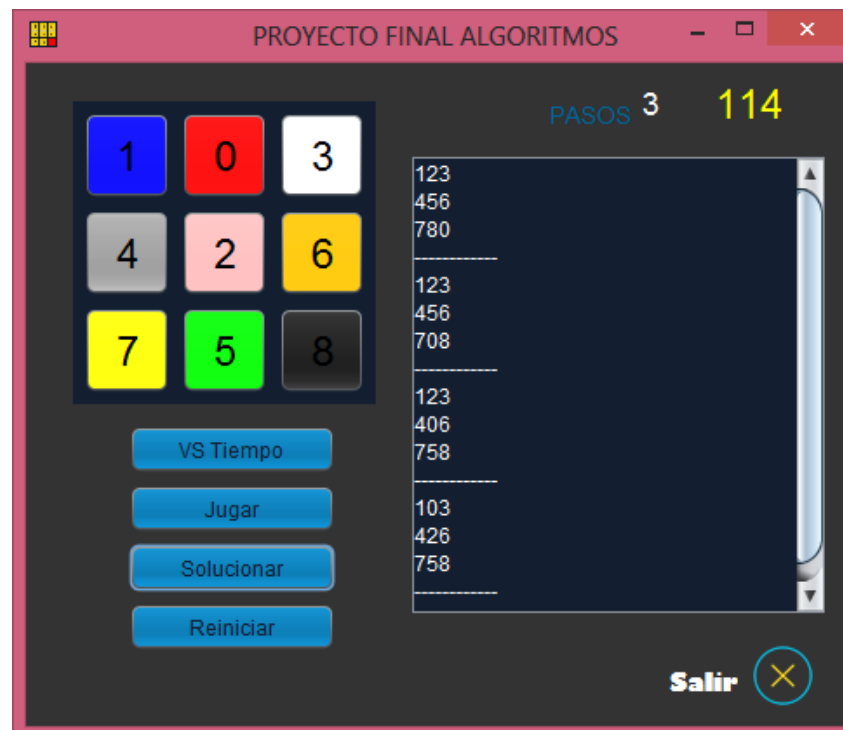 PROYECTO FINAL ALGORITMOS
PASOS 3 114
1 0 3
4 2 6
7 5 8
VS Tiempo
Jugar
Solucionar
Reiniciar
123
456
780
------------
123
456
708
------------
123
406
758
------------
103
426
758
------------
Salir